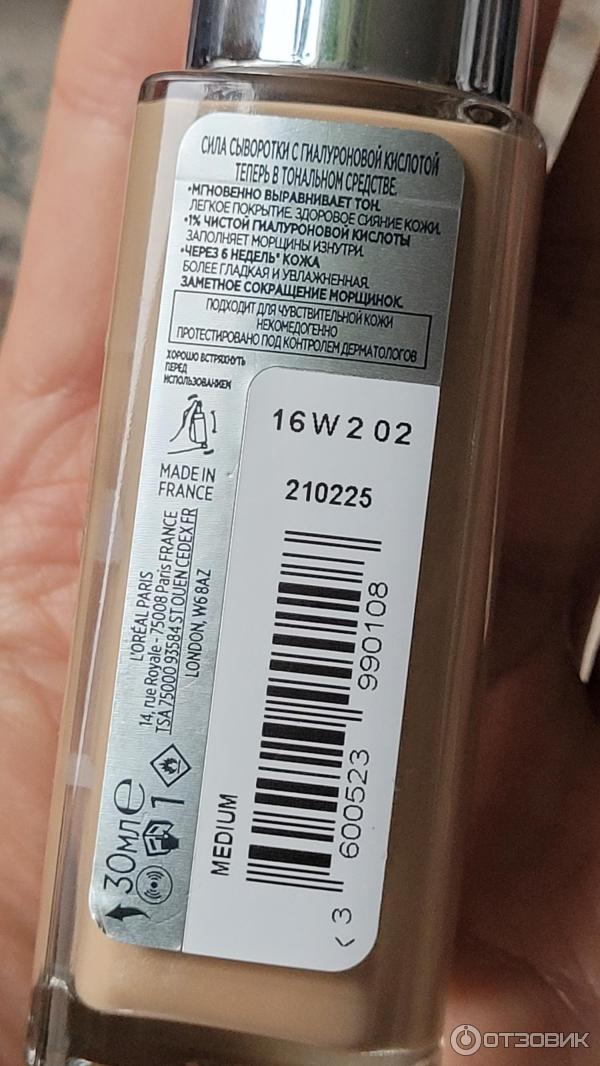 СИЛА СЫВОРОТКИ С ГИАЛУРОНОВОЙ КИСЛОТОЙ
ТЕПЕРЬ В ТОНАЛЬНОМ СРЕДСТВЕ.
•МГНОВЕННО ВЫРАВНИВАЕТ ТОН.
ЛЕГКОЕ ПОКРЫТИЕ. ЗДОРОВОЕ СИЯНИЕ КОЖИ.
•1% ЧИСТОЙ ГИАЛУРОНОВОЙ КИСЛОТЫ
ЗАПОЛНЯЕТ МОРЩИНЫ ИЗНУТРИ.
•ЧЕРЕЗ 6 НЕДЕЛЬ* КОЖА
БОЛЕЕ ГЛАДКАЯ И УВЛАЖНЕННАЯ.
ЗАМЕТНОЕ СОКРАЩЕНИЕ МОРЩИНОК.
ПОДХОДИТ ДЛЯ ЧУВСТВИТЕЛЬНОЙ КОЖИ
НЕКОМЕДОГЕННО
ПРОТЕСТИРОВАНО ПОД КОНТРОЛЕМ ДЕРМАТОЛОГОВ
ХОРОШО ВСТРЯХНУТЬ
ПЕРЕД
ИСПОЛЬЗОВАНИЕМ
MADE IN
FRANCE
L'ORÉAL PARIS
14, rue Royale - 75008 Paris FRANCE
TSA 75000 93584 ST OUEN CEDEX FR
LONDON, W6 8AZ
30МЛ e
1
16W2 02
210225
MEDIUM
< 3 600523 990108
ОТЗОВИК